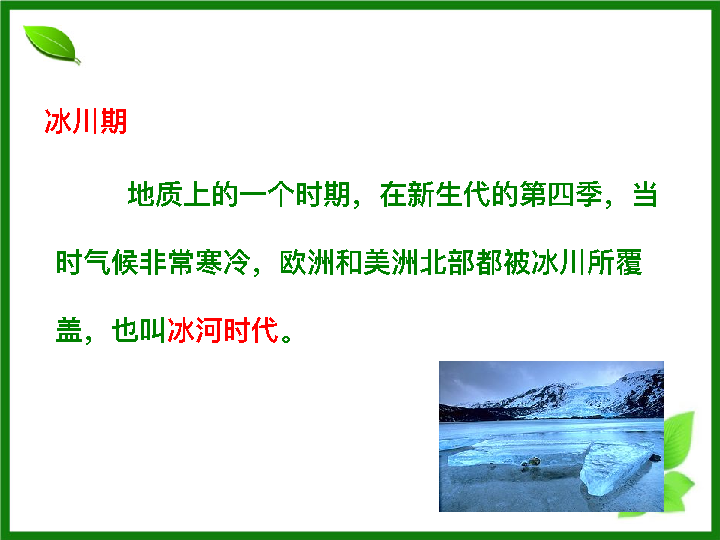 冰川期
地质上的一个时期，在新生代的第四季，当
时气候非常寒冷，欧洲和美洲北部都被冰川所覆
盖，也叫冰河时代。